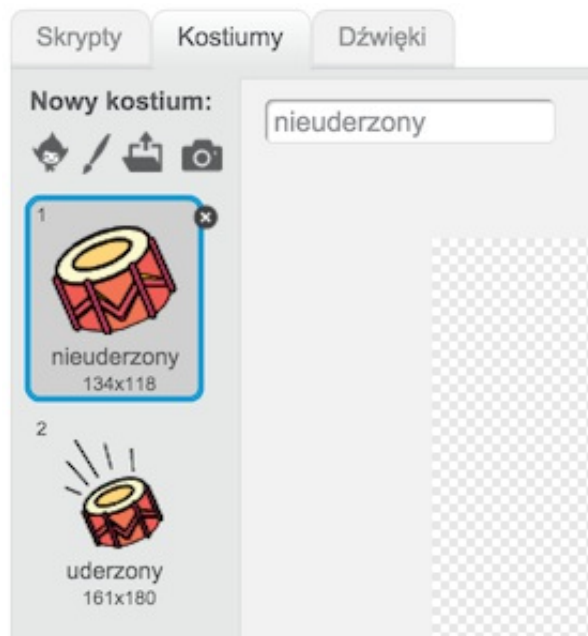 Skrypty Kostiumy Dźwięki
Nowy kostium:
nieuderzony
1
nieuderzony
134x118
2
uderzony
161x180